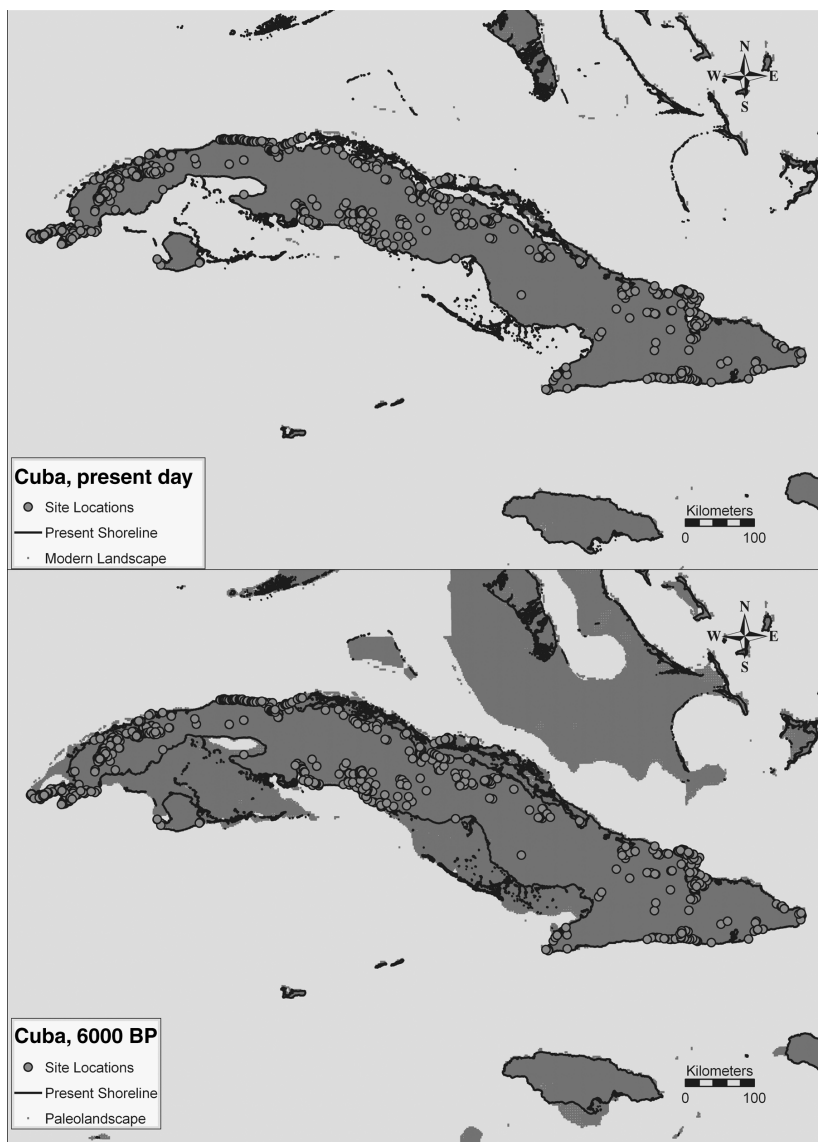 N
W E
S
Cuba, present day
Site Locations
Present Shoreline
Modern Landscape
Kilometers
0 100
N
W E
S
Cuba, 6000 BP
Site Locations
Present Shoreline
Paleolandscape
Kilometers
0 100